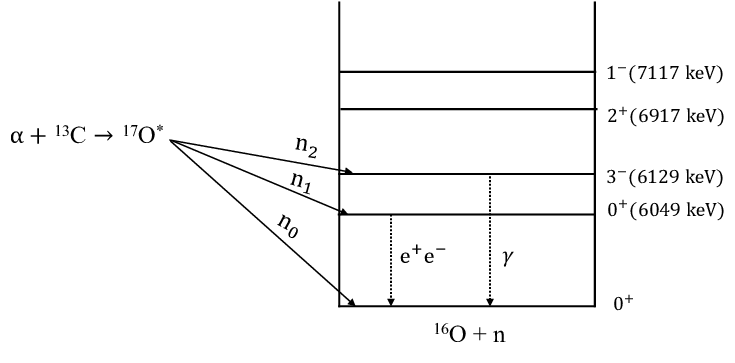 1⁻(7117 keV)
2⁺(6917 keV)
α + ¹³C → ¹⁷O*
n₂
3⁻(6129 keV)
n₁
0⁺(6049 keV)
n₀
e⁺e⁻
γ
0⁺
¹⁶O + n